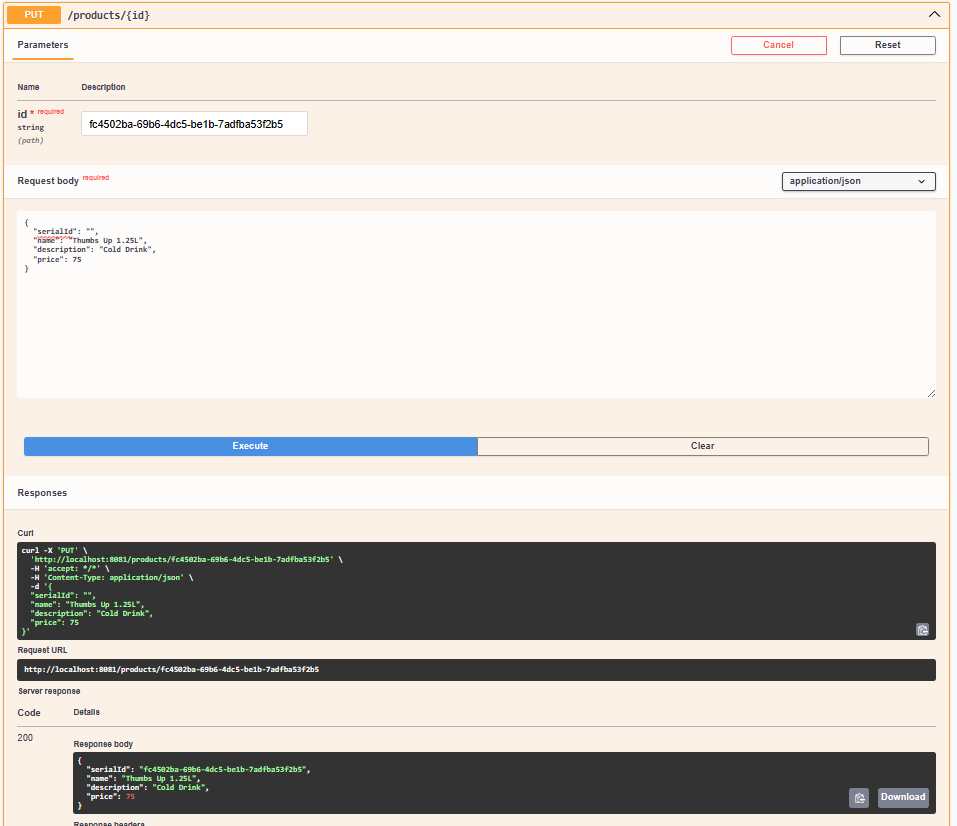 PUT /products/{id}
Parameters
Cancel
Reset
Name Description
id * required
string
(path)
fc4502ba-69b6-4dc5-be1b-7adfba53f2b5
Request body required
application/json
{
"serialId": "",
"name": "Thumbs Up 1.25L",
"description": "Cold Drink",
"price": 75
}
Execute
Clear
Responses
Curl
curl -X 'PUT' \
'http://localhost:8081/products/fc4502ba-69b6-4dc5-be1b-7adfba53f2b5' \
-H 'accept: */*' \
-H 'Content-Type: application/json' \
-d '{
"serialId": "",
"name": "Thumbs Up 1.25L",
"description": "Cold Drink",
"price": 75
}'
Request URL
http://localhost:8081/products/fc4502ba-69b6-4dc5-be1b-7adfba53f2b5
Server response
Code Details
200
Response body
{
"serialId": "fc4502ba-69b6-4dc5-be1b-7adfba53f2b5",
"name": "Thumbs Up 1.25L",
"description": "Cold Drink",
"price": 75
}
Download
Response headers